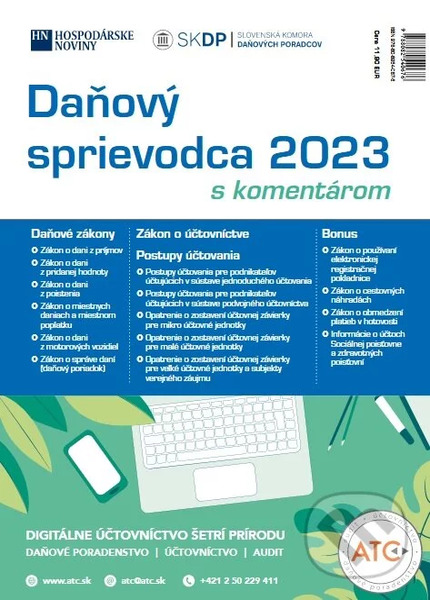 HN HOSPODÁRSKE
NOVINY
SKDP SLOVENSKÁ KOMORA
DAŇOVÝCH PORADCOV
Cena 11,90 EUR
Daňový
sprievodca 2023
s komentárom
Daňové zákony
Zákon o dani z príjmov
Zákon o dani
z pridanej hodnoty
Zákon o dani
z poistenia
Zákon o miestnych
daniach a miestnom
poplatku
Zákon o dani
z motorových vozidiel
Zákon o správe daní
(daňový poriadok)
Zákon o účtovníctve
Postupy účtovania
Postupy účtovania pre podnikateľov
účtujúcich v sústave jednoduchého účtovania
Postupy účtovania pre podnikateľov
účtujúcich v sústave podvojného účtovníctva
Opatrenie o zostavení účtovnej závierky
pre mikro účtovné jednotky
Opatrenie o zostavení účtovnej závierky
pre malé účtovné jednotky
Opatrenie o zostavení účtovnej závierky
pre veľké účtovné jednotky a subjekty
verejného záujmu
Bonus
Zákon o používaní
elektronickej
registračnej
pokladnice
Zákon o cestovných
náhradách
Zákon o obmedzení
platieb v hotovosti
Informácie o účtoch
Sociálnej poisťovne
a zdravotných
poisťovní
DIGITÁLNE ÚČTOVNÍCTVO ŠETRÍ PRÍRODU
DAŇOVÉ PORADENSTVO | ÚČTOVNÍCTVO | AUDIT
www.atc.sk
atc@atc.sk
+421 2 50 229 411
ATC